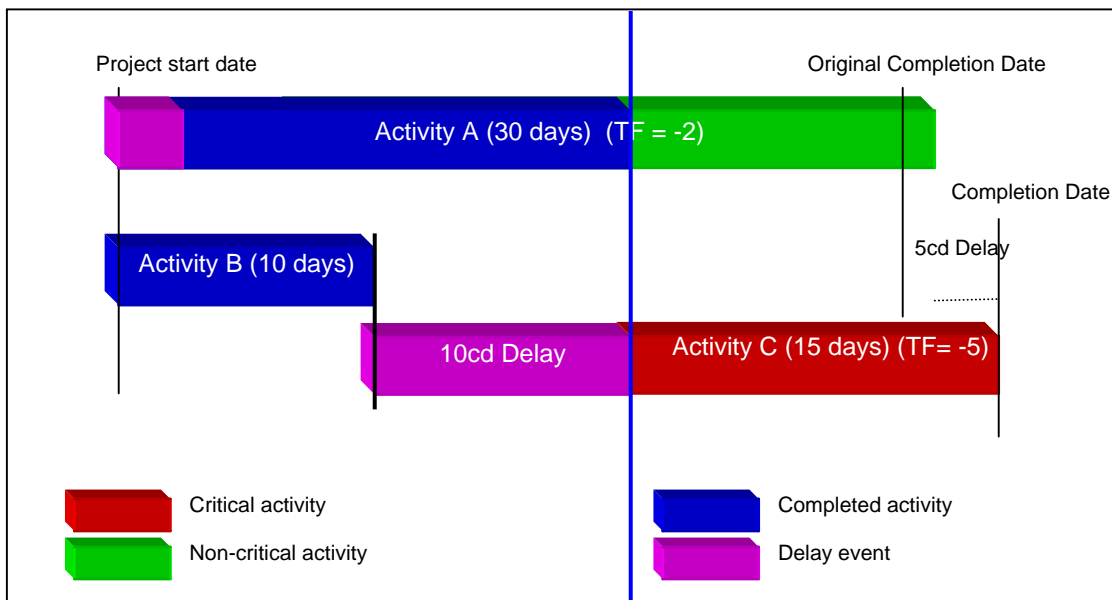 Project start date
Original Completion Date
Activity A (30 days)  (TF = -2)
Completion Date
5cd Delay
Activity B (10 days)
10cd Delay
Activity C (15 days) (TF= -5)
Critical activity
Completed activity
Non-critical activity
Delay event